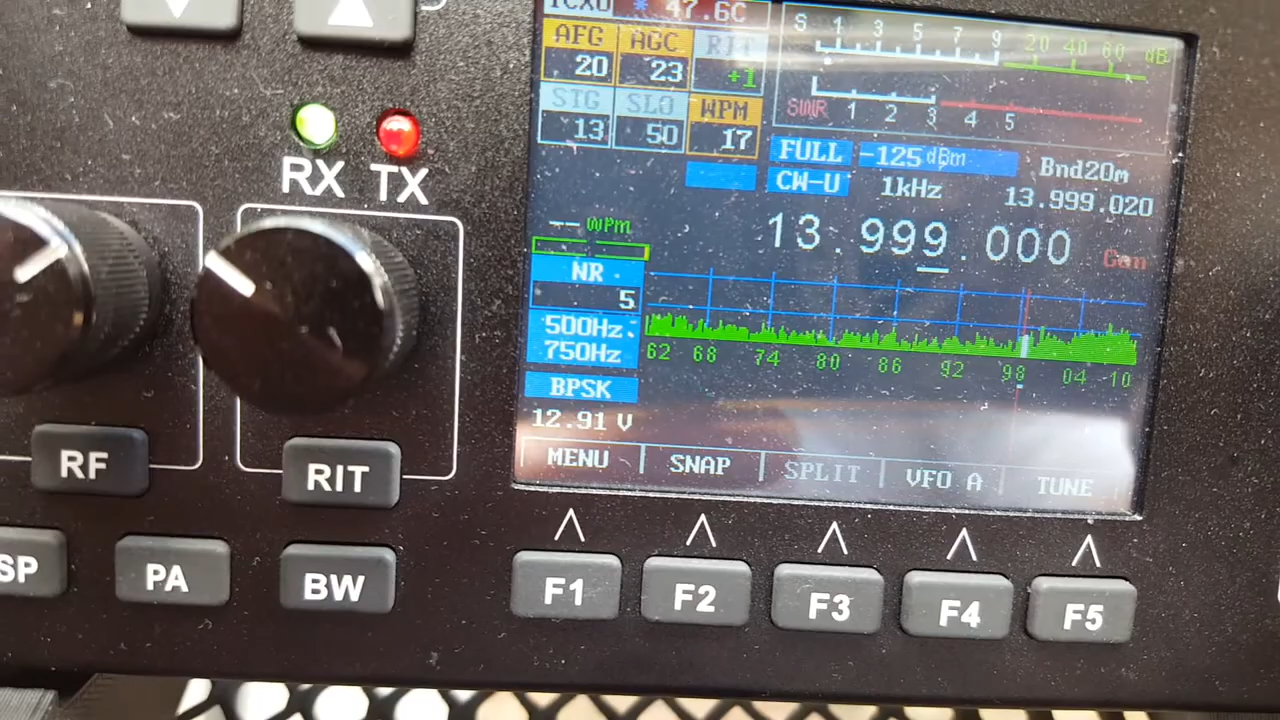 TCXO * 47.6C
AFG AGC RIT
20 23 +1
STG SLO WPM
13 50 17
S 1 3 5 7 9 20 40 60 dB
SWR 1 2 3 4 5
FULL -125 dBm Bnd20m
CW-U 1kHz 13.999.020
-- WPM
13.999.000 Gen
NR
5
500Hz:
750Hz
62 68 74 80 86 92 98 04 10
BPSK
12.91 V
MENU SNAP SPLIT VFO A TUNE
RX TX
RF
RIT
SP PA BW F1 F2 F3 F4 F5